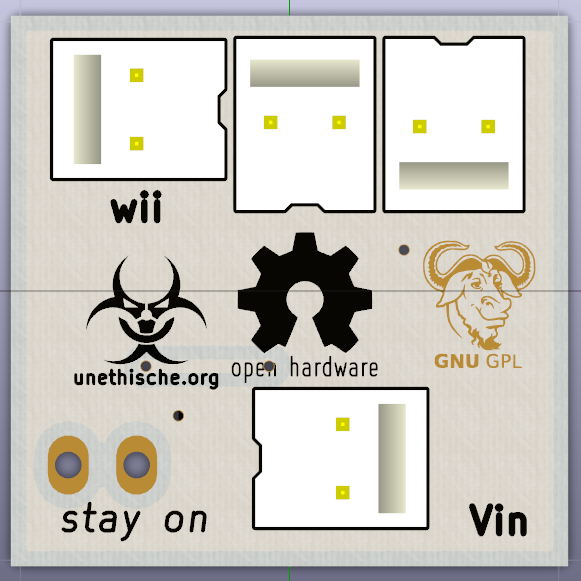 wii
unethische.org
open hardware
GNU GPL
stay on
Vin